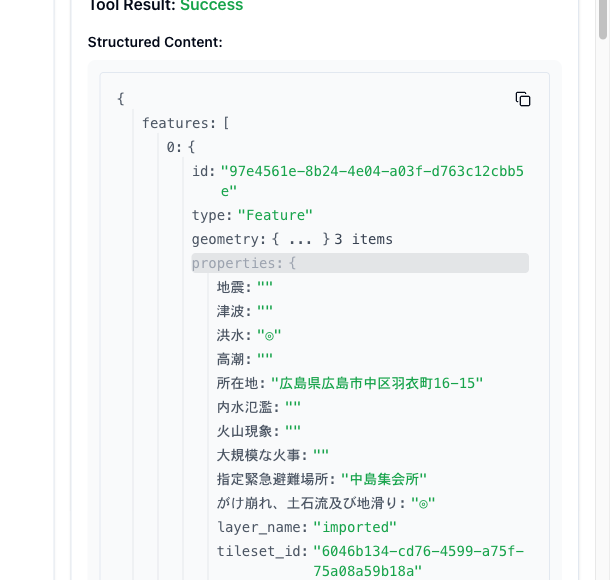 Tool Result: Success
Structured Content:
{
features: [
0: {
id: "97e4561e-8b24-4e04-a03f-d763c12cbb5
e"
type: "Feature"
geometry: { ... } 3 items
properties: {
地震: ""
津波: ""
洪水: "◎"
高潮: ""
所在地: "広島県広島市中区羽衣町16-15"
内水氾濫: ""
火山現象: ""
大規模な火事: ""
指定緊急避難場所: "中島集会所"
がけ崩れ、土石流及び地滑り: "◎"
layer_name: "imported"
tileset_id: "6046b134-cd76-4599-a75f-
75a08a59b18a"